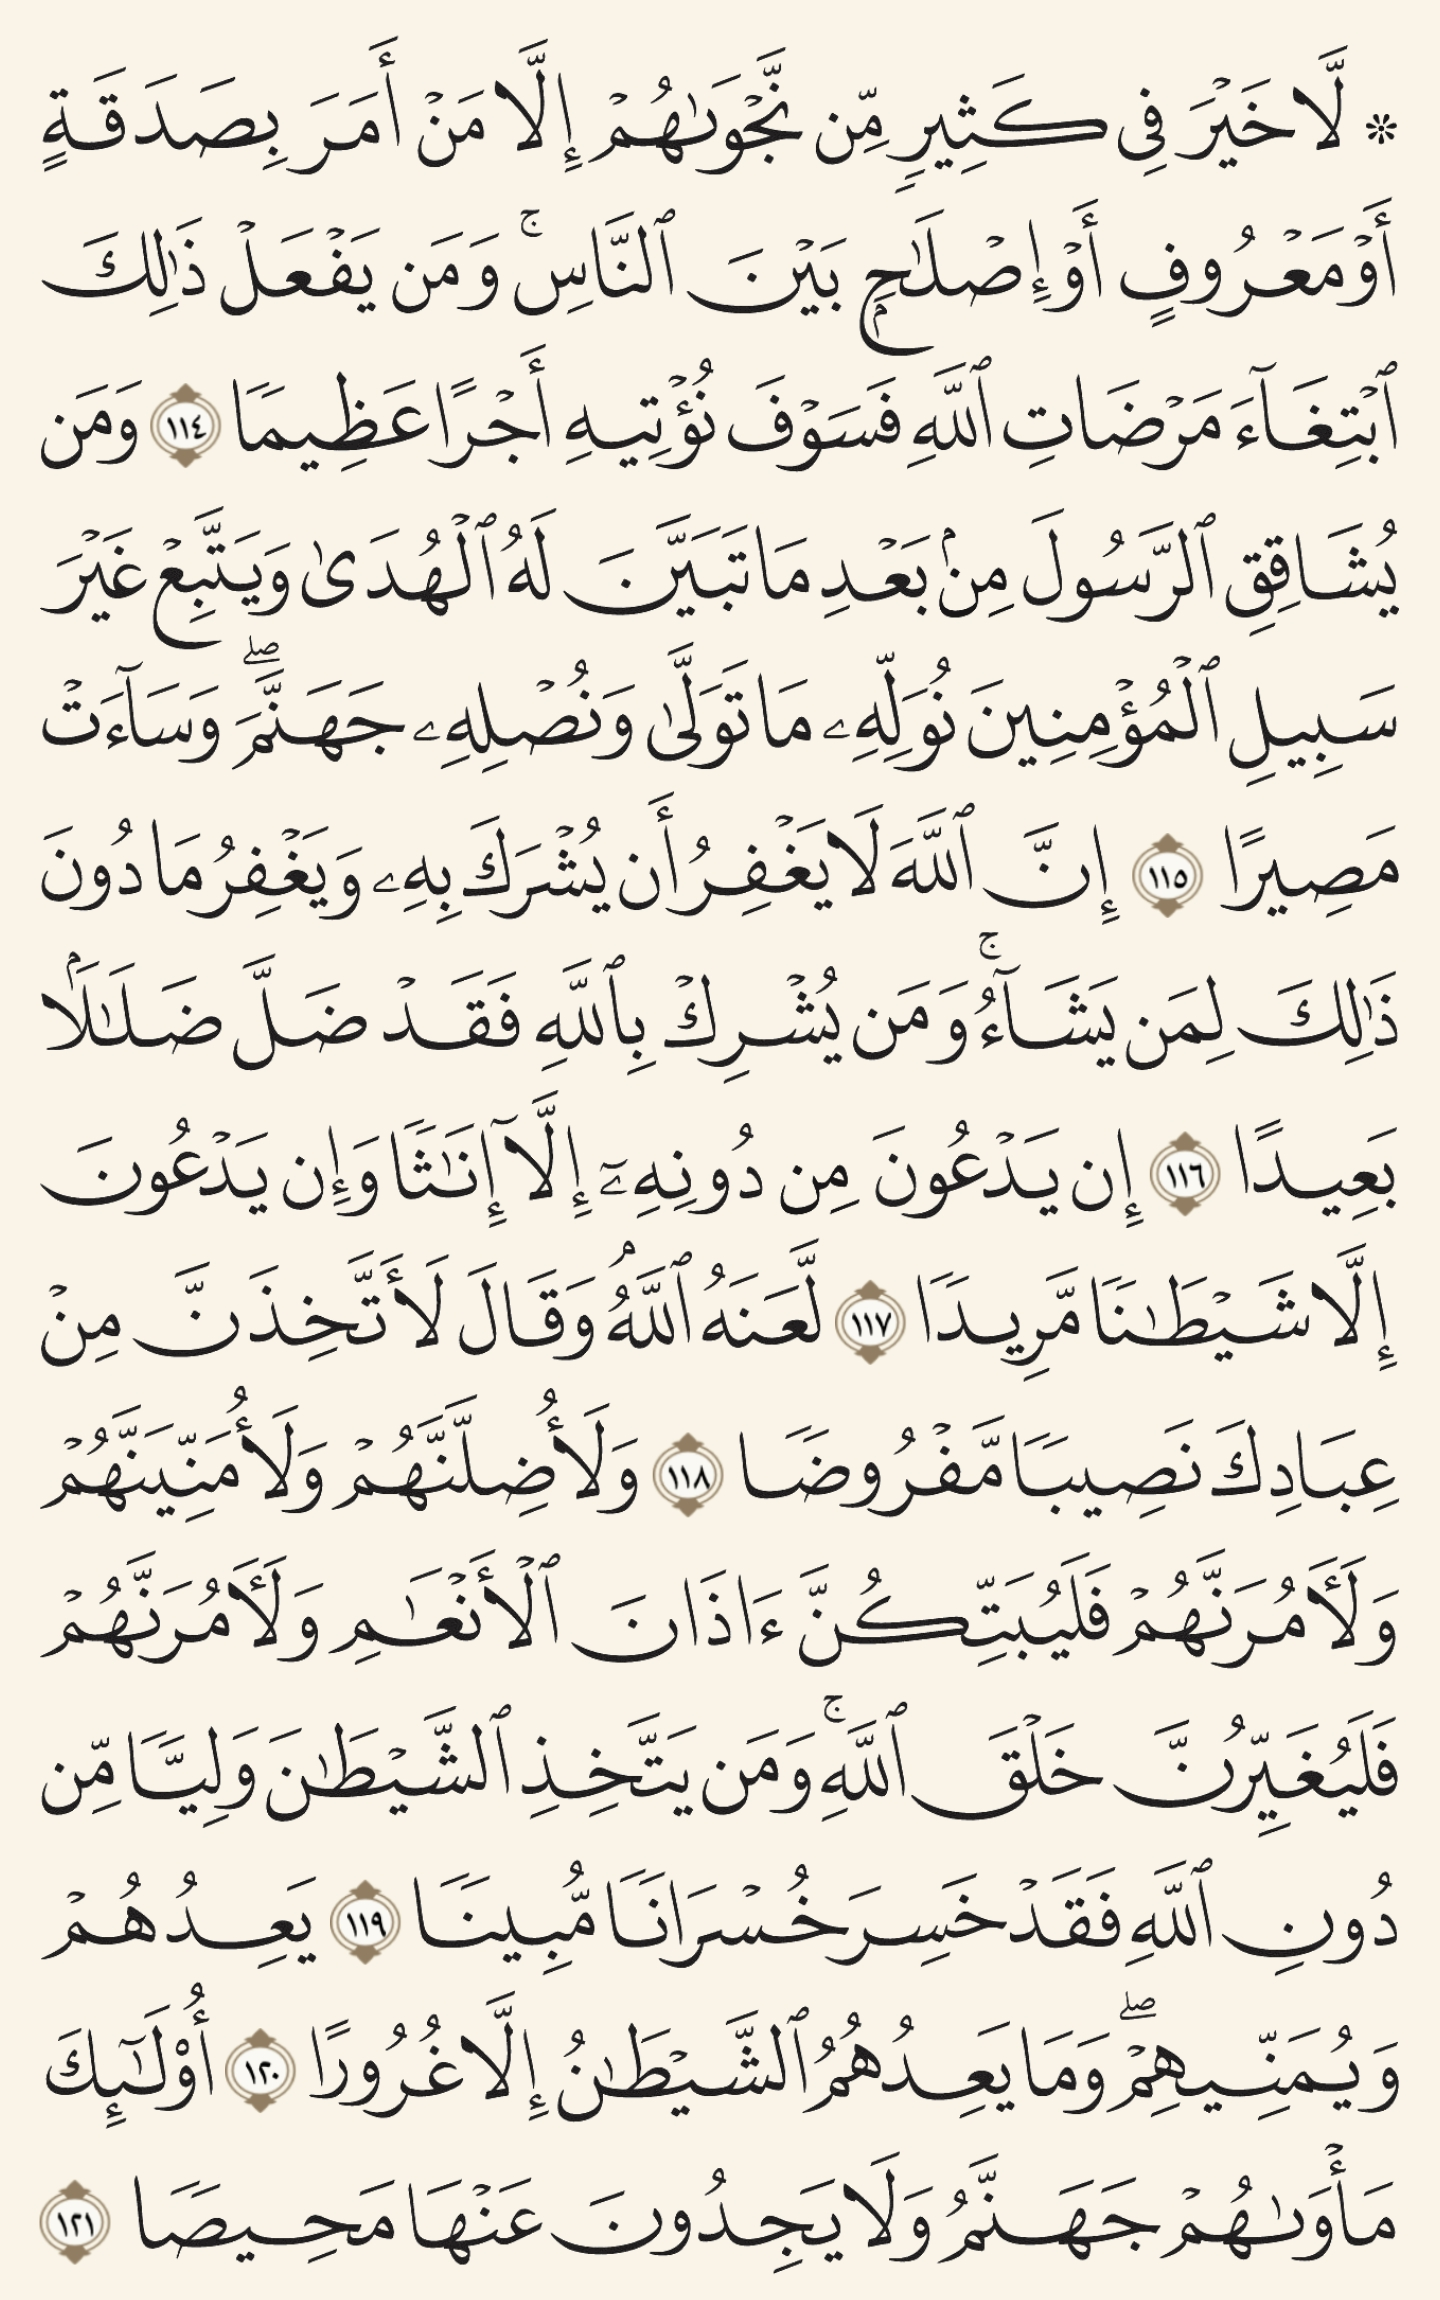 ۞ لَّا خَيْرَ فِى كَثِيرٍ مِّن نَّجْوَىٰهُمْ إِلَّا مَنْ أَمَرَ بِصَدَقَةٍ
أَوْ مَعْرُوفٍ أَوْ إِصْلَـٰحٍۭ بَيْنَ ٱلنَّاسِ ۚ وَمَن يَفْعَلْ ذَٰلِكَ
ٱبْتِغَآءَ مَرْضَاتِ ٱللَّهِ فَسَوْفَ نُؤْتِيهِ أَجْرًا عَظِيمًا ١١٤ وَمَن
يُشَاقِقِ ٱلرَّسُولَ مِنۢ بَعْدِ مَا تَبَيَّنَ لَهُ ٱلْهُدَىٰ وَيَتَّبِعْ غَيْرَ
سَبِيلِ ٱلْمُؤْمِنِينَ نُوَلِّهِۦ مَا تَوَلَّىٰ وَنُصْلِهِۦ جَهَنَّمَ ۖ وَسَآءَتْ
مَصِيرًا ١١٥ إِنَّ ٱللَّهَ لَا يَغْفِرُ أَن يُشْرَكَ بِهِۦ وَيَغْفِرُ مَا دُونَ
ذَٰلِكَ لِمَن يَشَآءُ ۚ وَمَن يُشْرِكْ بِٱللَّهِ فَقَدْ ضَلَّ ضَلَـٰلَۢا
بَعِيدًا ١١٦ إِن يَدْعُونَ مِن دُونِهِۦٓ إِلَّآ إِنَـٰثًا وَإِن يَدْعُونَ
إِلَّا شَيْطَـٰنًا مَّرِيدًا ١١٧ لَّعَنَهُ ٱللَّهُ ۘ وَقَالَ لَأَتَّخِذَنَّ مِنْ
عِبَادِكَ نَصِيبًا مَّفْرُوضًا ١١٨ وَلَأُضِلَّنَّهُمْ وَلَأُمَنِّيَنَّهُمْ
وَلَـَٔامُرَنَّهُمْ فَلَيُبَتِّكُنَّ ءَاذَانَ ٱلْأَنْعَـٰمِ وَلَـَٔامُرَنَّهُمْ
فَلَيُغَيِّرُنَّ خَلْقَ ٱللَّهِ ۚ وَمَن يَتَّخِذِ ٱلشَّيْطَـٰنَ وَلِيًّا مِّن
دُونِ ٱللَّهِ فَقَدْ خَسِرَ خُسْرَانًا مُّبِينًا ١١٩ يَعِدُهُمْ
وَيُمَنِّيهِمْ ۖ وَمَا يَعِدُهُمُ ٱلشَّيْطَـٰنُ إِلَّا غُرُورًا ١٢٠ أُو۟لَـٰٓئِكَ
مَأْوَىٰهُمْ جَهَنَّمُ وَلَا يَجِدُونَ عَنْهَا مَحِيصًا ١٢١